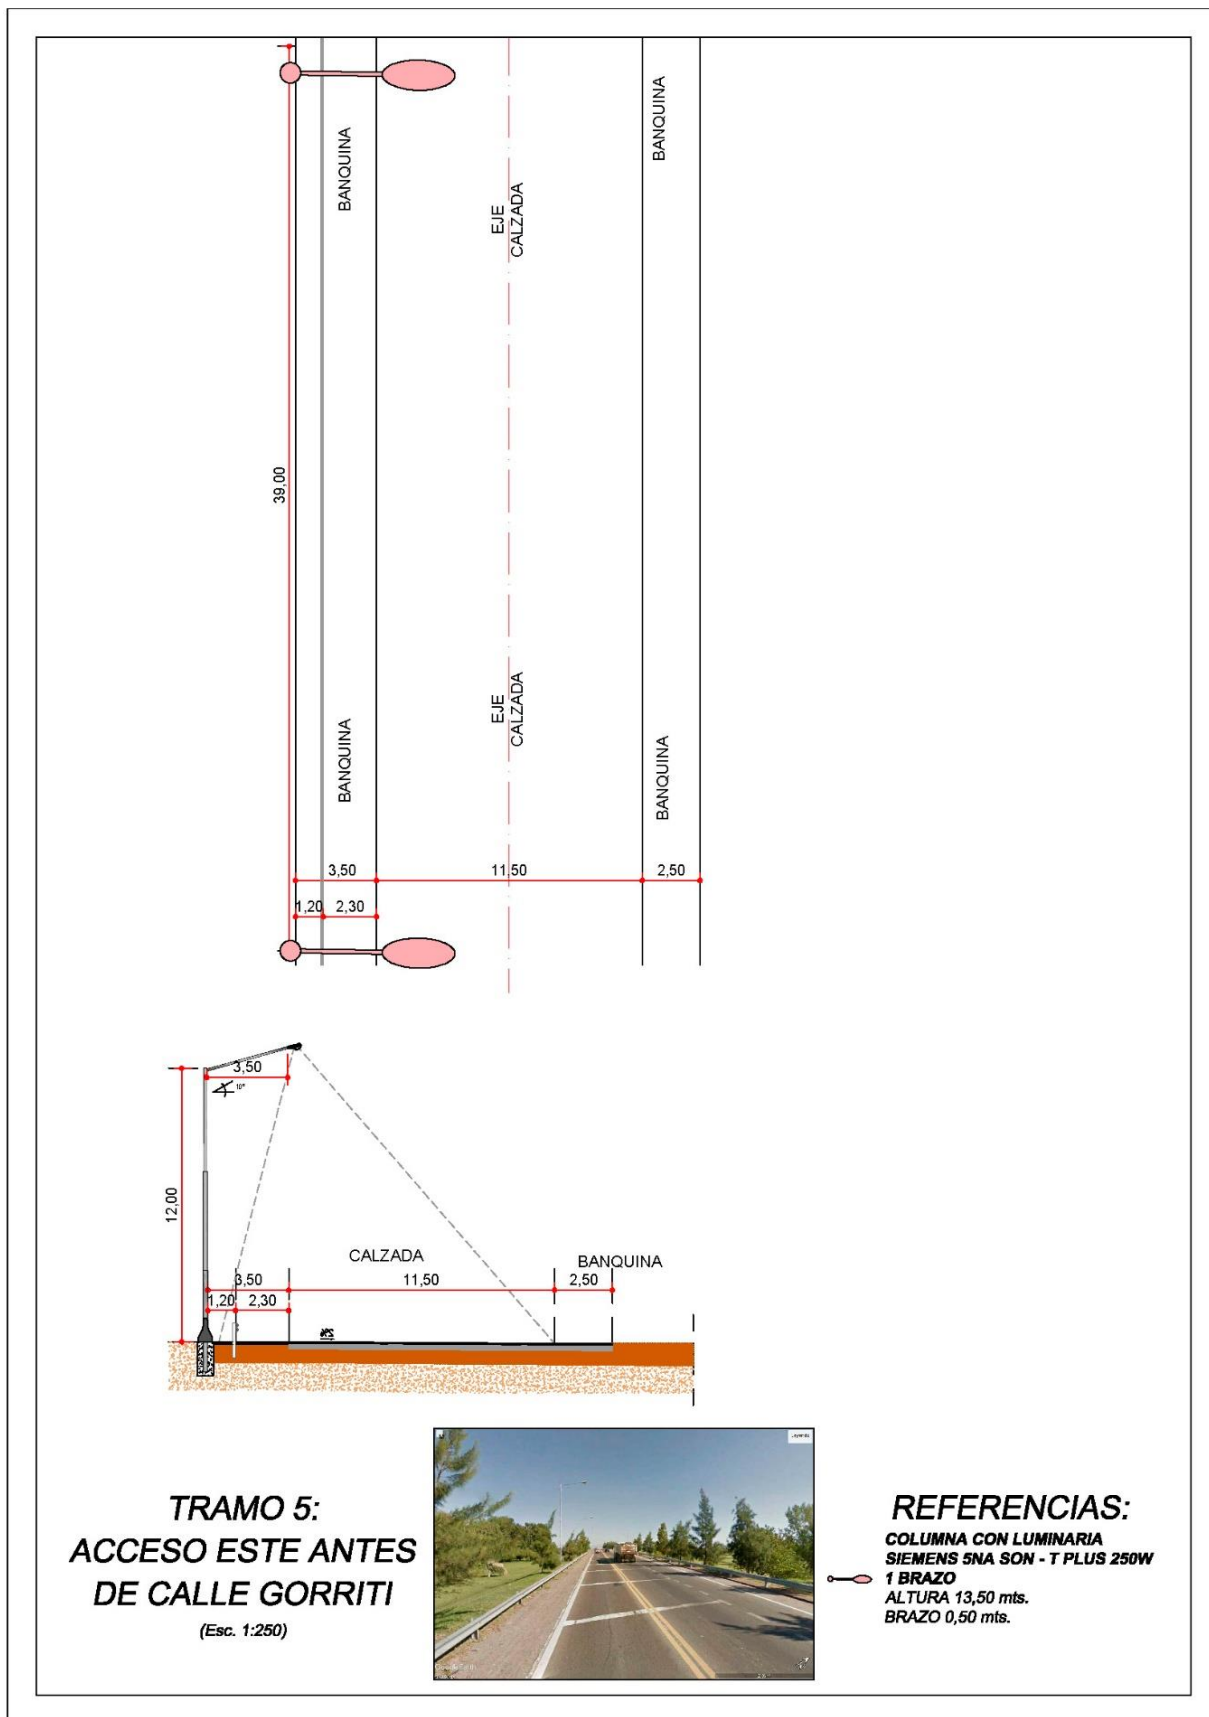 BANQUINA
BANQUINA
EJE
CALZADA
39,00
EJE
CALZADA
BANQUINA
BANQUINA
3,50
11,50
2,50
1,20
2,30
3,50
10°
12,00
CALZADA
BANQUINA
3,50
11,50
2,50
1,20
2,30
TRAMO 5:
ACCESO ESTE ANTES
DE CALLE GORRITI
(Esc. 1:250)
REFERENCIAS:
COLUMNA CON LUMINARIA
SIEMENS 5NA SON - T PLUS 250W
1 BRAZO
ALTURA 13,50 mts.
BRAZO 0,50 mts.